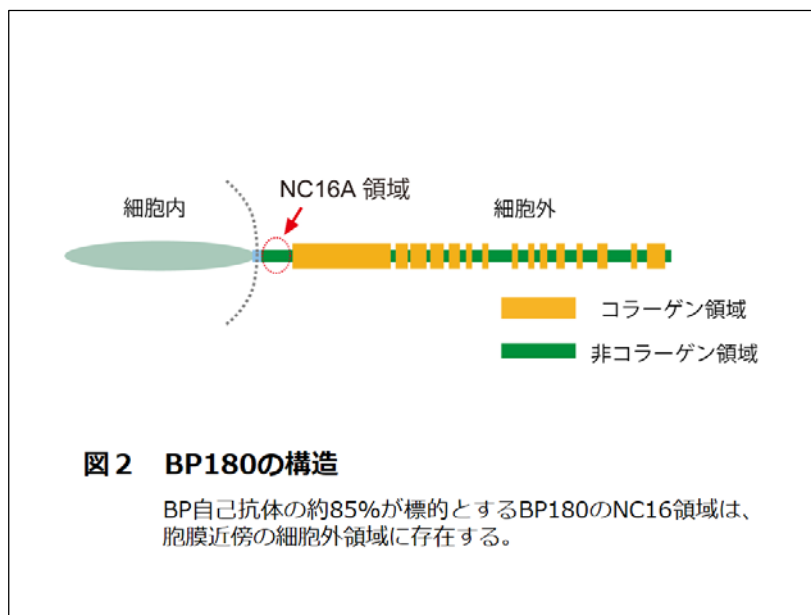 NC16A 領域
細胞内
細胞外
コラーゲン領域
非コラーゲン領域
図2 BP180の構造
BP自己抗体の約85%が標的とするBP180のNC16領域は、
胞膜近傍の細胞外領域に存在する。